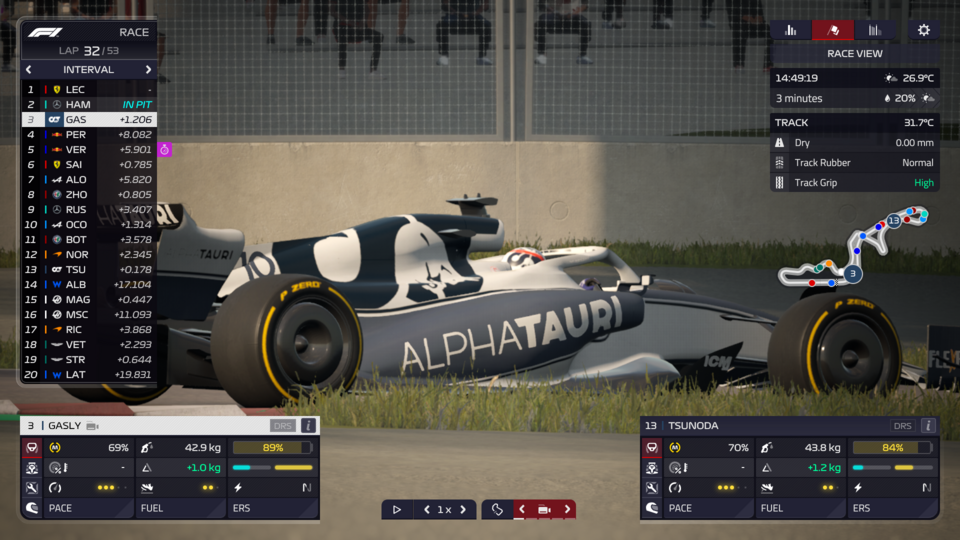 RACE
LAP 32/53
INTERVAL
1 LEC -
2 HAM IN PIT
3 GAS +1.206
4 PER +8.082
5 VER +5.901
6 SAI +0.785
7 ALO +5.820
8 ZHO +0.805
9 RUS +3.407
10 OCO +1.314
11 BOT +3.578
12 NOR +2.345
13 TSU +0.178
14 ALB +17.104
15 MAG +0.447
16 MSC +11.093
17 RIC +3.868
18 VET +2.293
19 STR +0.644
20 LAT +19.831
RACE VIEW
14:49:19 26.9°C
3 minutes 20%
TRACK 31.7°C
Dry 0.00 mm
Track Rubber Normal
Track Grip High
13
3
TAURI
10
P ZERO
P ZERO
ALPHATAURI
ICM
3 GASLY DRS i
M 69% 42.9 kg 89%
- +1.0 kg
N
PACE FUEL ERS
13 TSUNODA DRS i
M 70% 43.8 kg 84%
- +1.2 kg
N
PACE FUEL ERS
1x